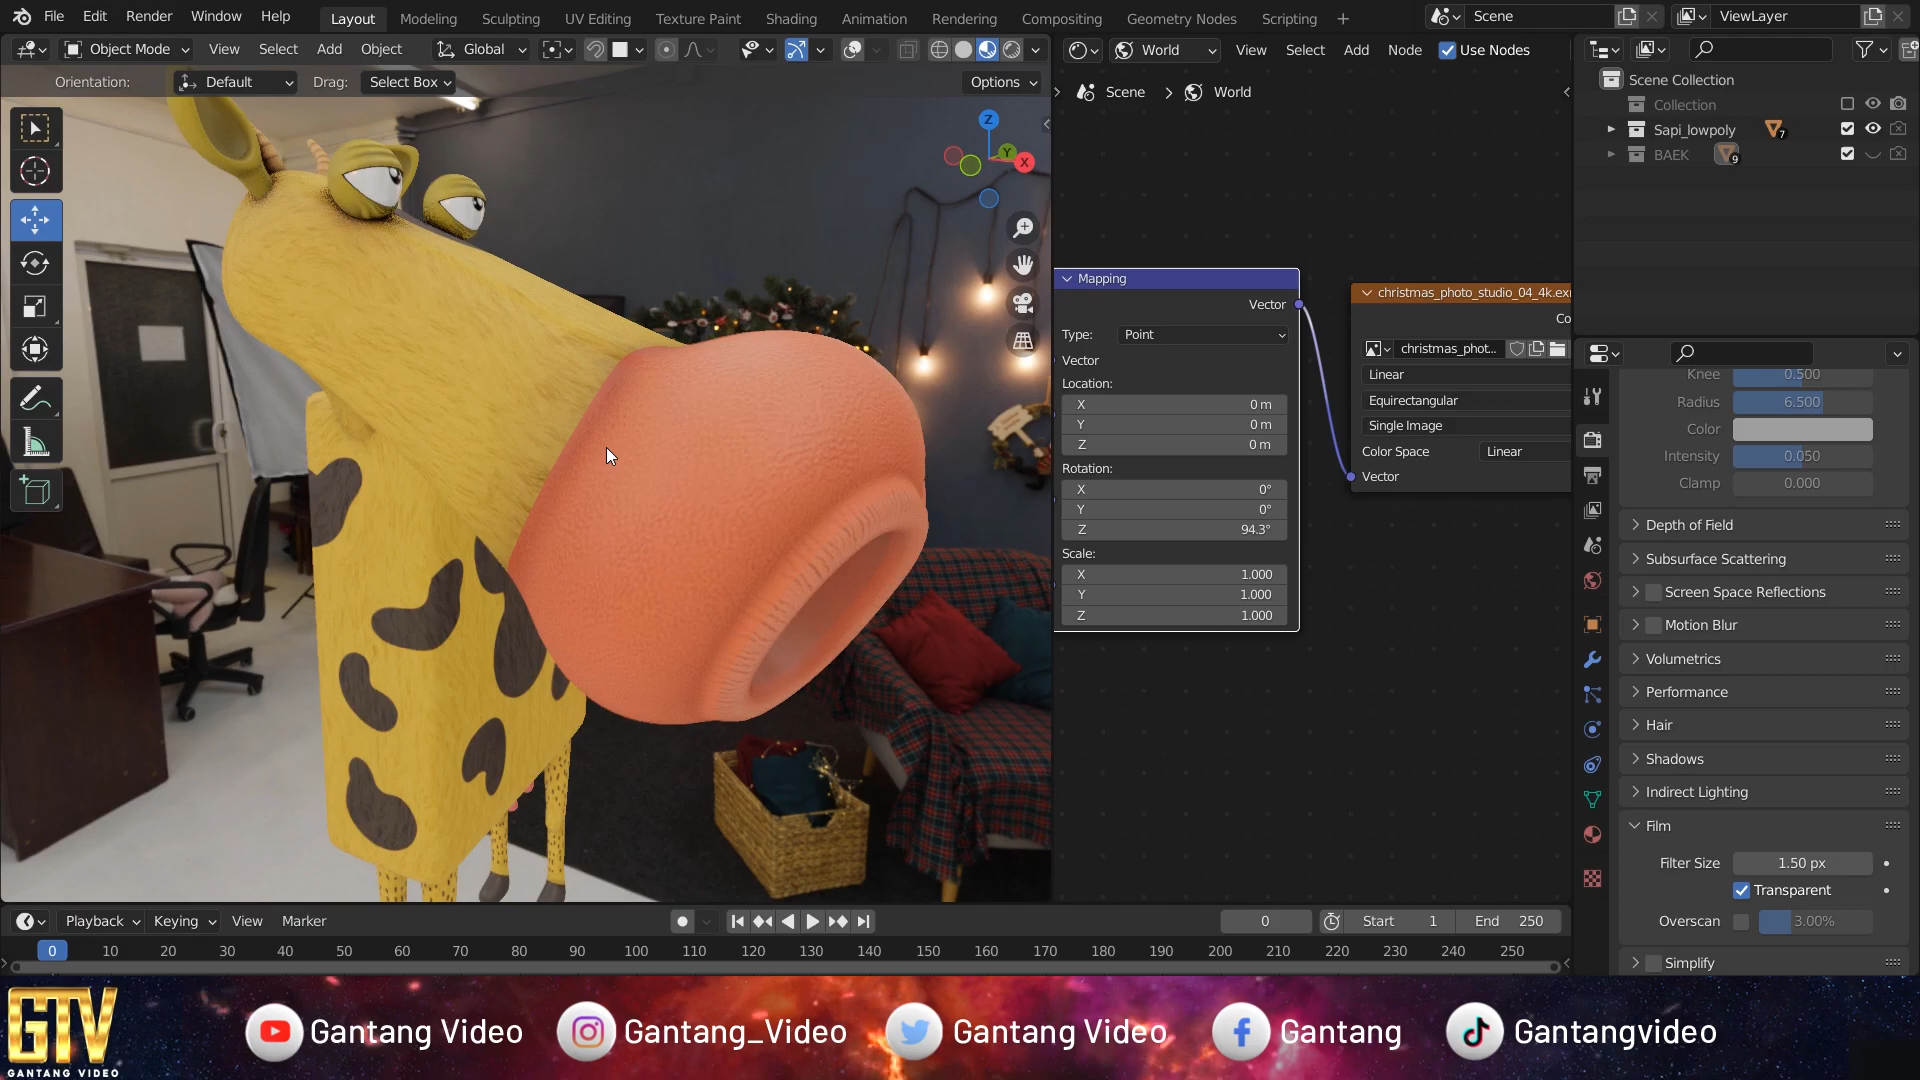 File Edit Render Window Help Layout Modeling Sculpting UV Editing Texture Paint Shading Animation Rendering Compositing Geometry Nodes Scripting + Scene ViewLayer
Object Mode View Select Add Object Global
World View Select Add Node Use Nodes
Orientation: Default Drag: Select Box Options
Scene > World
Scene Collection
Collection
Sapi_lowpoly 7
BAEK 9
Z
Y
X
Mapping
Vector
Type: Point
Vector
Location:
X 0 m
Y 0 m
Z 0 m
Rotation:
X 0°
Y 0°
Z 94.3°
Scale:
X 1.000
Y 1.000
Z 1.000
christmas_photo_studio_04_4k.exr
Co
christmas_phot...
Linear
Equirectangular
Single Image
Color Space Linear
Vector
Knee 0.500
Radius 6.500
Color
Intensity 0.050
Clamp 0.000
Depth of Field
Subsurface Scattering
Screen Space Reflections
Motion Blur
Volumetrics
Performance
Hair
Shadows
Indirect Lighting
Film
Filter Size 1.50 px
Transparent
Overscan 3.00%
Simplify
Playback Keying View Marker 0 Start 1 End 250
0 10 20 30 40 50 60 70 80 90 100 110 120 130 140 150 160 170 180 190 200 210 220 230 240 250
GTV
GANTANG VIDEO
Gantang Video Gantang_Video Gantang Video Gantang Gantangvideo